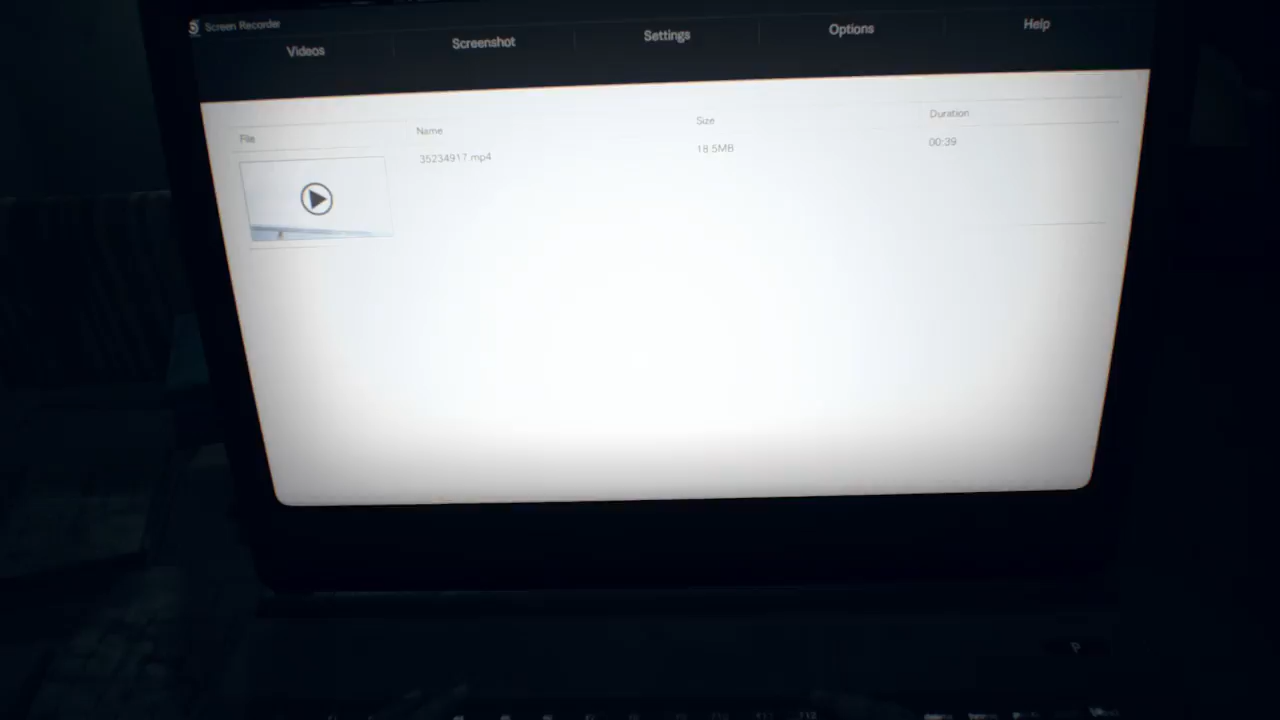 Screen Recorder
Videos Screenshot Settings Options Help
File Name Size Duration
35234917.mp4 18.5MB 00:39